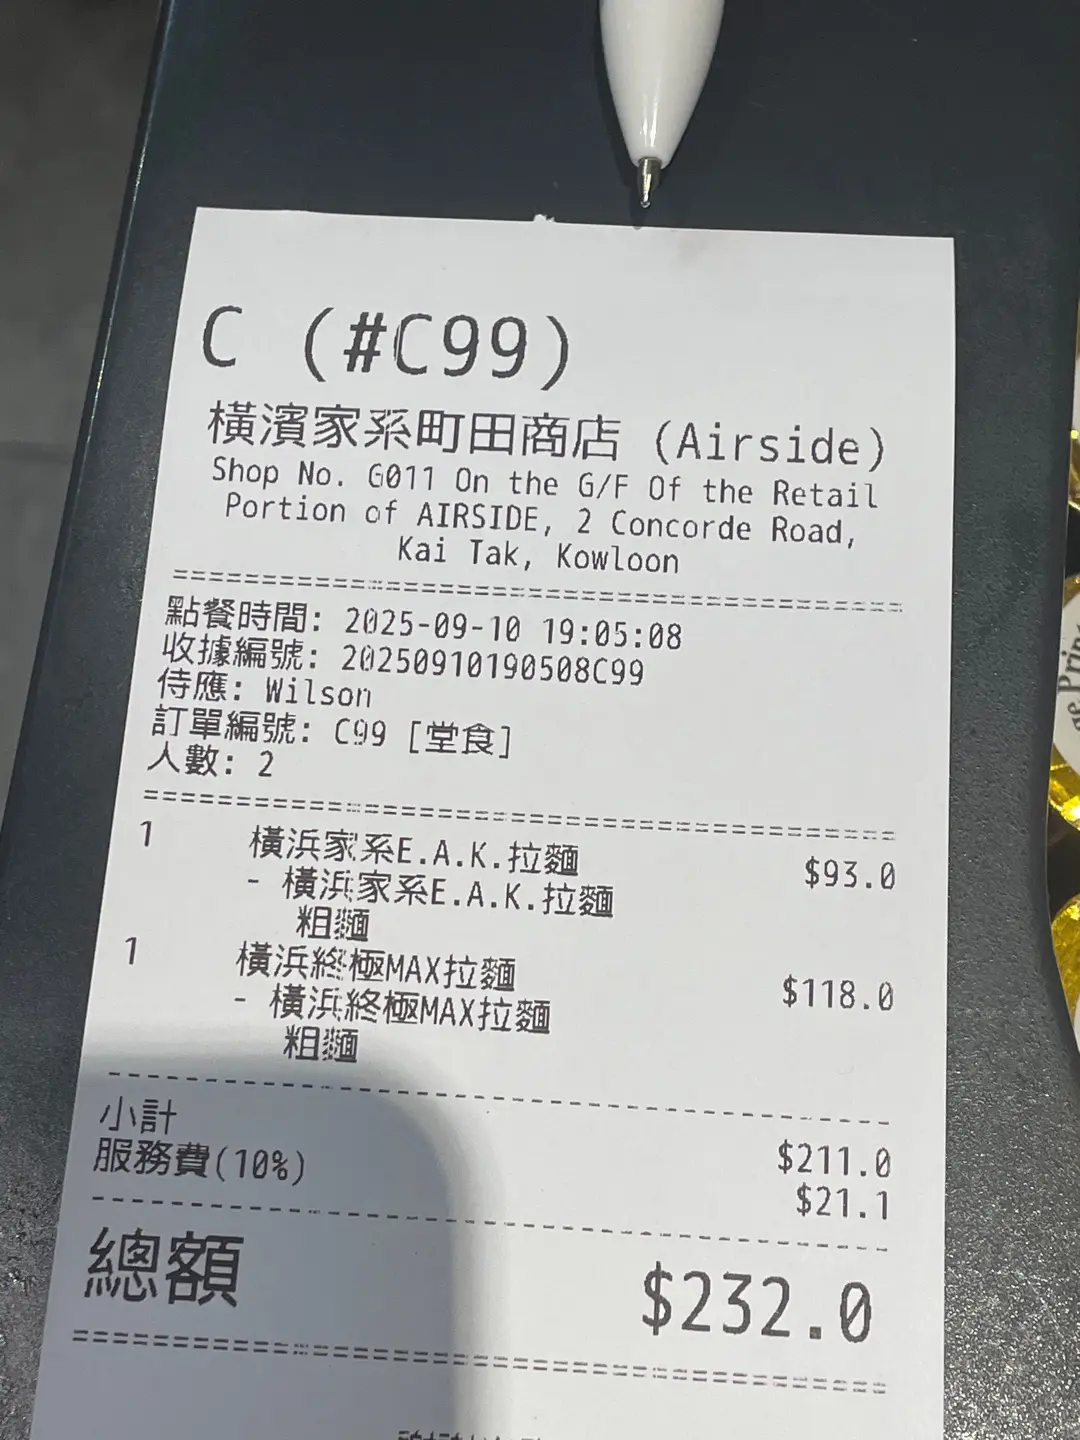 C (#C99)
橫濱家系町田商店 (Airside)
Shop No. G011 On the G/F Of the Retail
Portion of AIRSIDE, 2 Concorde Road,
Kai Tak, Kowloon
點餐時間: 2025-09-10 19:05:08
收據編號: 20250910190508C99
侍應: Wilson
訂單編號: C99 [堂食]
人數: 2
1 橫浜家系E.A.K.拉麵 $93.0
- 橫浜家系E.A.K.拉麵
粗麵
1 橫浜終極MAX拉麵 $118.0
- 橫浜終極MAX拉麵
粗麵
小計 $211.0
服務費(10%) $21.1
總額 $232.0